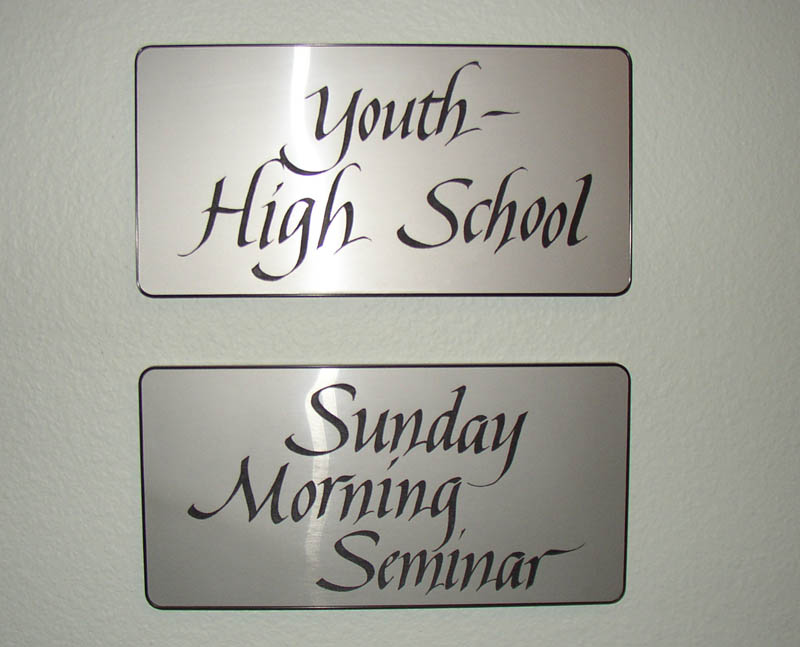 Youth-
High School
Sunday
Morning
Seminar